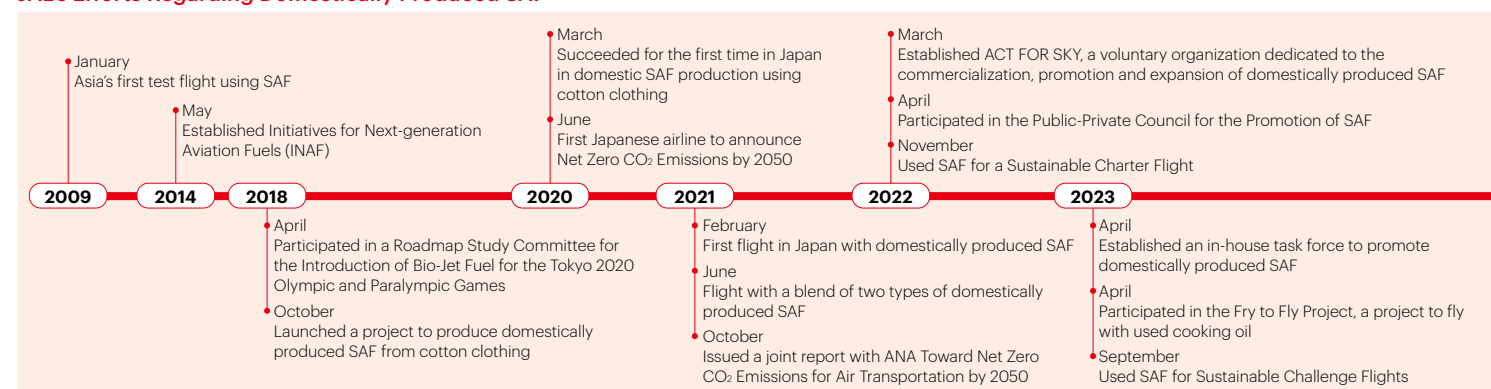 JAL's Efforts Regarding Domestically Produced SAF
January
Asia's first test flight using SAF
May
Established Initiatives for Next-generation
Aviation Fuels (INAF)
March
Succeeded for the first time in Japan
in domestic SAF production using
cotton clothing
June
First Japanese airline to announce
Net Zero CO₂ Emissions by 2050
March
Established ACT FOR SKY, a voluntary organization dedicated to the
commercialization, promotion and expansion of domestically produced SAF
April
Participated in the Public-Private Council for the Promotion of SAF
November
Used SAF for a Sustainable Charter Flight
2009 2014 2018 2020 2021 2022 2023
April
Participated in a Roadmap Study Committee for
the Introduction of Bio-Jet Fuel for the Tokyo 2020
Olympic and Paralympic Games
October
Launched a project to produce domestically
produced SAF from cotton clothing
February
First flight in Japan with domestically produced SAF
June
Flight with a blend of two types of domestically
produced SAF
October
Issued a joint report with ANA Toward Net Zero
CO₂ Emissions for Air Transportation by 2050
April
Established an in-house task force to promote
domestically produced SAF
April
Participated in the Fry to Fly Project, a project to fly
with used cooking oil
September
Used SAF for Sustainable Challenge Flights